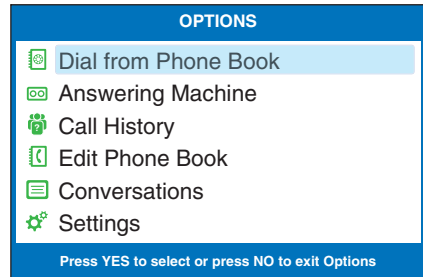 OPTIONS
Dial from Phone Book
Answering Machine
Call History
Edit Phone Book
Conversations
Settings
Press YES to select or press NO to exit Options